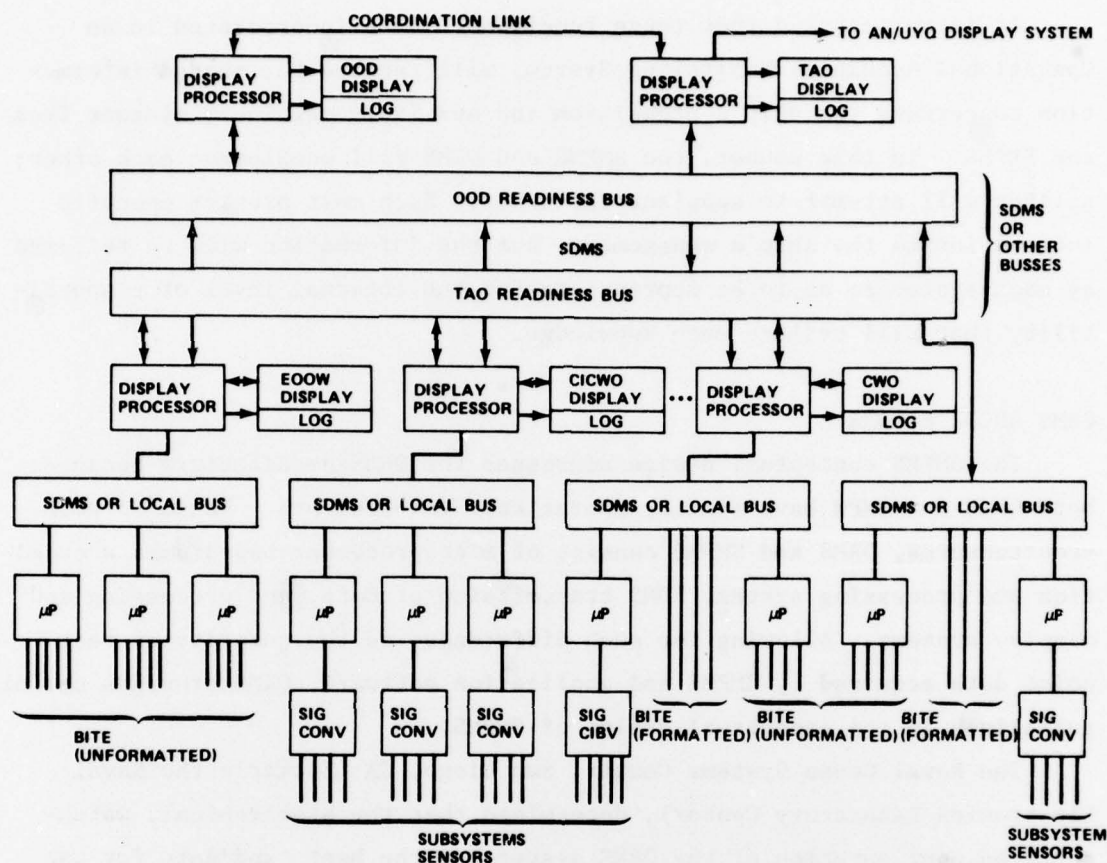 COORDINATION LINK
TO AN/UYQ DISPLAY SYSTEM
DISPLAY
PROCESSOR
OOD
DISPLAY
LOG
DISPLAY
PROCESSOR
TAO
DISPLAY
LOG
OOD READINESS BUS
SDMS
TAO READINESS BUS
SDMS
OR
OTHER
BUSSES
DISPLAY
PROCESSOR
EOOW
DISPLAY
LOG
DISPLAY
PROCESSOR
CICWO
DISPLAY
LOG
...
DISPLAY
PROCESSOR
CWO
DISPLAY
LOG
SDMS OR LOCAL BUS
SDMS OR LOCAL BUS
SDMS OR LOCAL BUS
SDMS OR LOCAL BUS
μP
μP
μP
μP
μP
μP
μP
μP
μP
μP
BITE
(UNFORMATTED)
SIG
CONV
SIG
CONV
SIG
CONV
SIG
CIBV
BITE
(FORMATTED)
BITE
(UNFORMATTED)
BITE
(FORMATTED)
SIG
CONV
SUBSYSTEMS
SENSORS
SUBSYSTEM
SENSORS